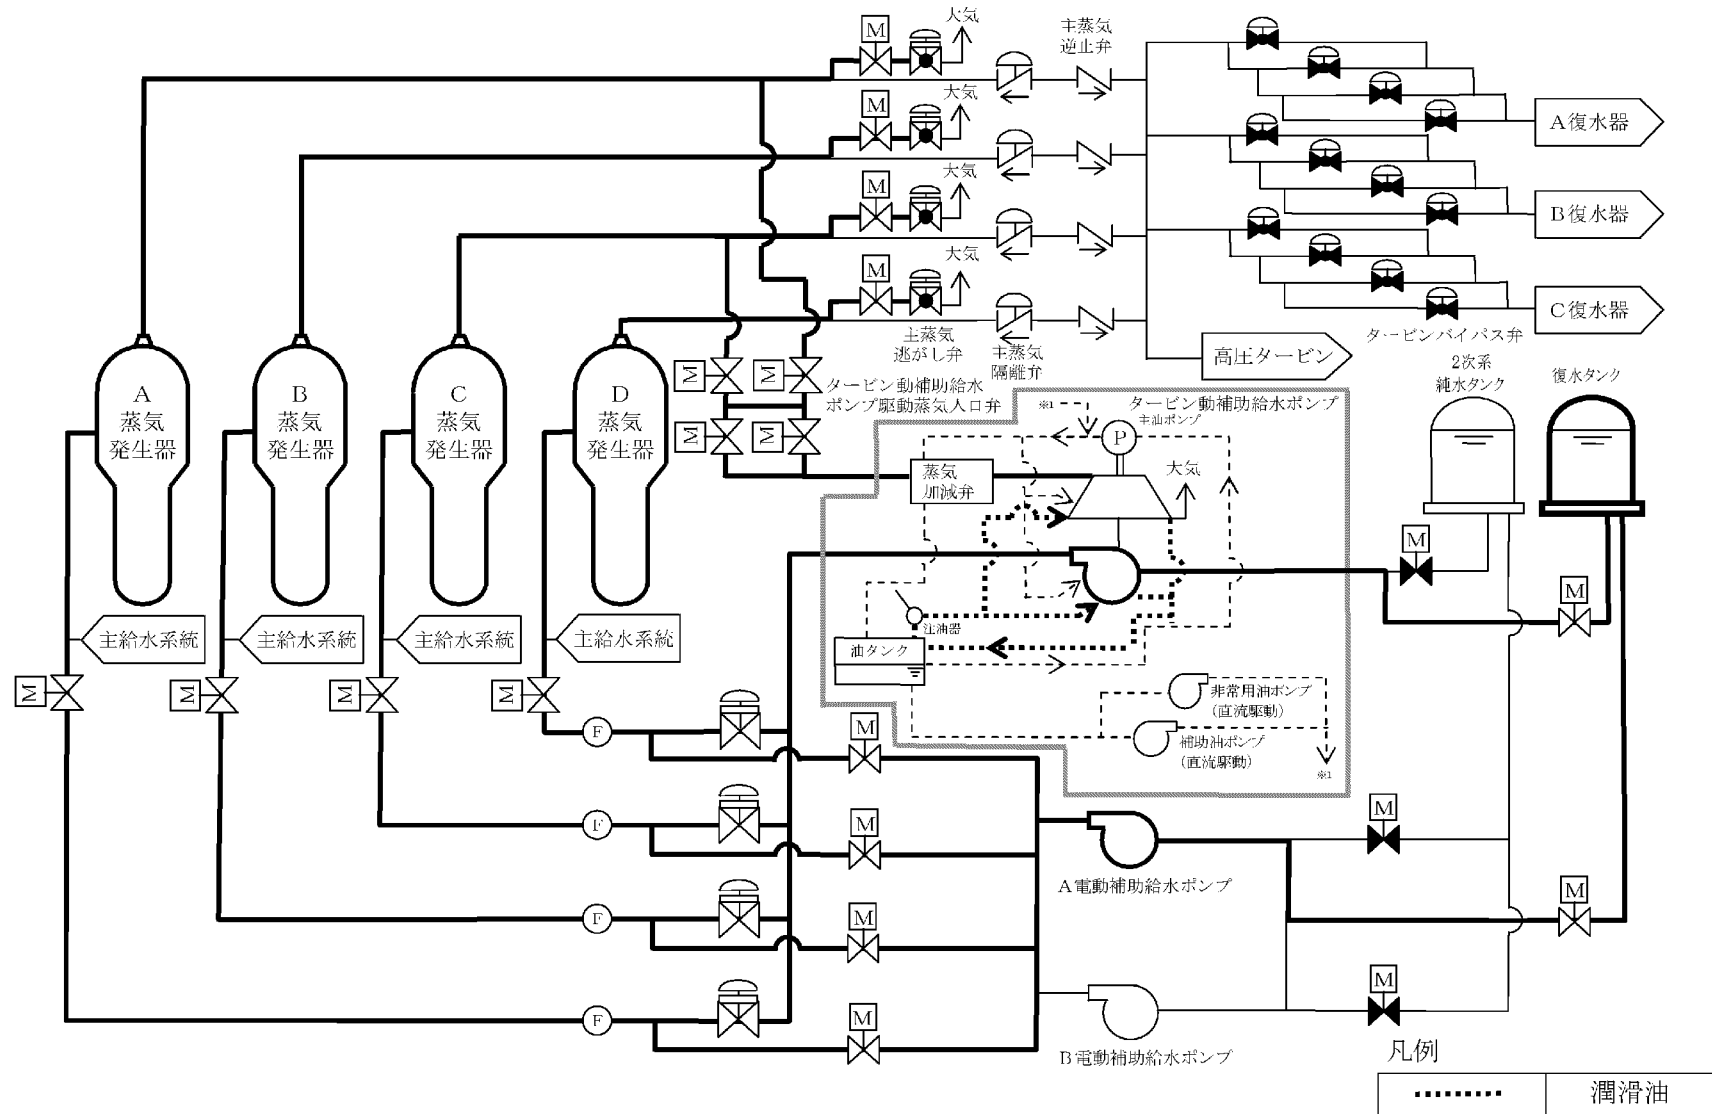 大気
大気
大気
大気
M
M
M
M
主蒸気
逆止弁
A復水器
B復水器
C復水器
タービンバイパス弁
高圧タービン
主蒸気
逃がし弁
主蒸気
隔離弁
A
蒸気
発生器
B
蒸気
発生器
C
蒸気
発生器
D
蒸気
発生器
M
M
M
M
タービン動補助給水
ポンプ駆動蒸気入口弁
※1
タービン動補助給水ポンプ
主油ポンプ
P
蒸気
加減弁
大気
2次系
純水タンク
復水タンク
M
M
注油器
油タンク
非常用油ポンプ
(直流駆動)
補助油ポンプ
(直流駆動)
※1
主給水系統
主給水系統
主給水系統
主給水系統
M
M
M
M
F
F
F
F
M
M
M
M
A電動補助給水ポンプ
B電動補助給水ポンプ
M
M
M
凡例
潤滑油